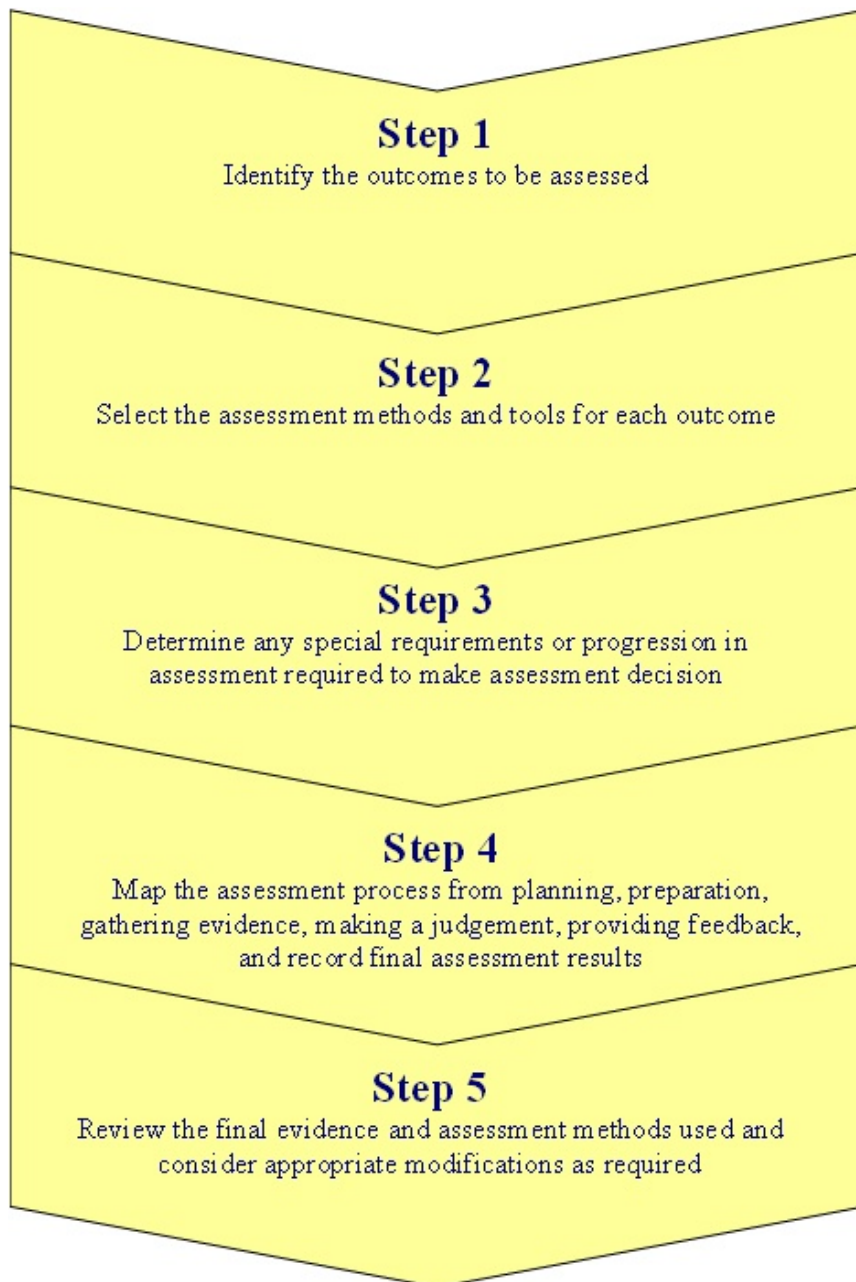 Step 1
Identify the outcomes to be assessed
Step 2
Select the assessment methods and tools for each outcome
Step 3
Determine any special requirements or progression in
assessment required to make assessment decision
Step 4
Map the assessment process from planning, preparation,
gathering evidence, making a judgement, providing feedback,
and record final assessment results
Step 5
Review the final evidence and assessment methods used and
consider appropriate modifications as required